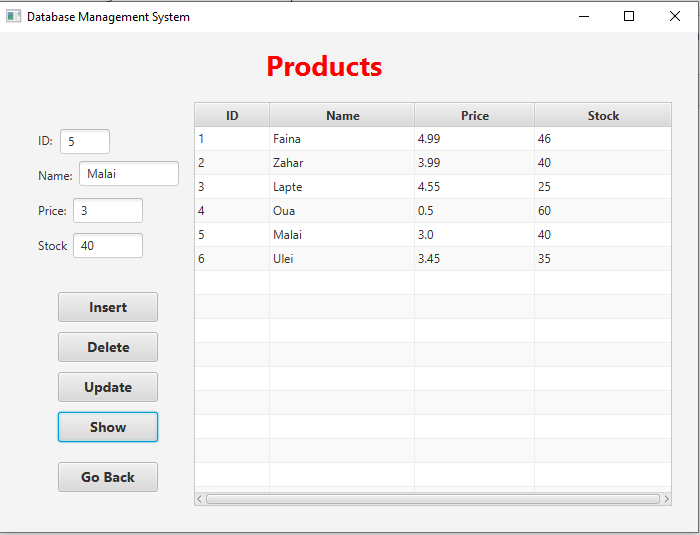 Database Management System
Products
ID: 5
Name: Malai
Price: 3
Stock 40
Insert
Delete
Update
Show
Go Back
ID Name Price Stock
1 Faina 4.99 46
2 Zahar 3.99 40
3 Lapte 4.55 25
4 Oua 0.5 60
5 Malai 3.0 40
6 Ulei 3.45 35